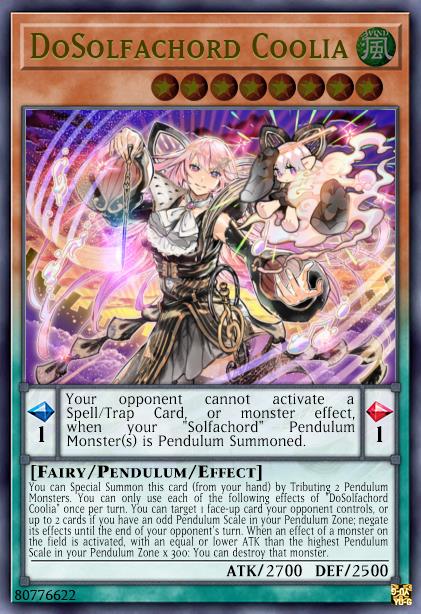 DoSolfachord Coolia
WIND
風
Your opponent cannot activate a
Spell/Trap Card, or monster effect,
when your "Solfachord" Pendulum
Monster(s) is Pendulum Summoned.
1
1
[Fairy/Pendulum/Effect]
You can Special Summon this card (from your hand) by Tributing 2 Pendulum
Monsters. You can only use each of the following effects of "DoSolfachord
Coolia" once per turn. You can target 1 face-up card your opponent controls, or
up to 2 cards if you have an odd Pendulum Scale in your Pendulum Zone; negate
its effects until the end of your opponent's turn. When an effect of a monster on
the field is activated, with an equal or lower ATK than the highest Pendulum
Scale in your Pendulum Zone x 300: You can destroy that monster.
ATK/2700 DEF/2500
80776622